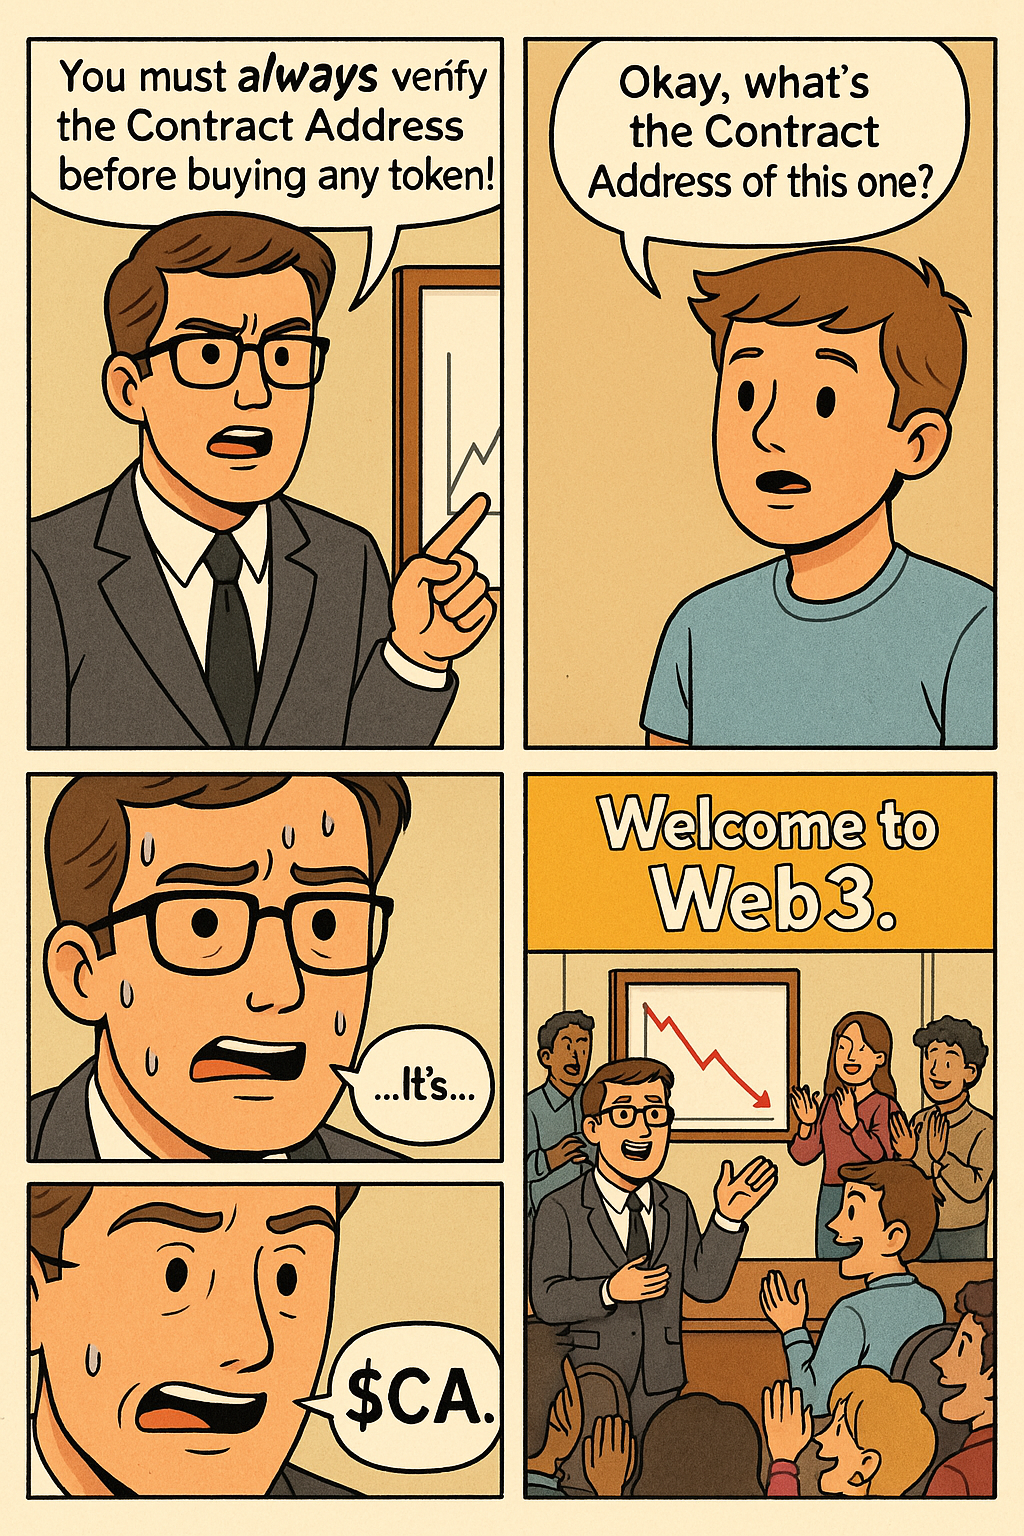 You must always verify
the Contract Address
before buying any token!
Okay, what's
the Contract
Address of this one?
...It's...
$CA.
Welcome to
Web3.